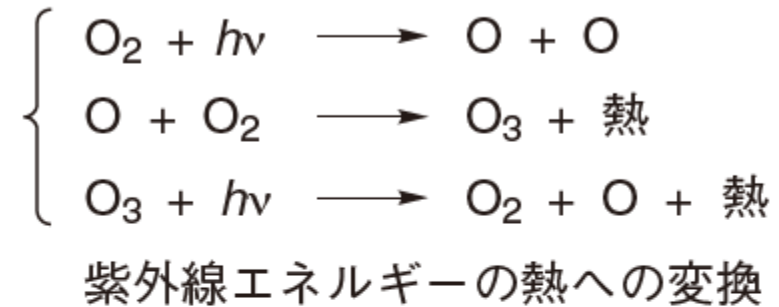 O₂ + hν ⟶ O + O
O + O₂ ⟶ O₃ + 熱
O₃ + hν ⟶ O₂ + O + 熱
紫外線エネルギーの熱への変換